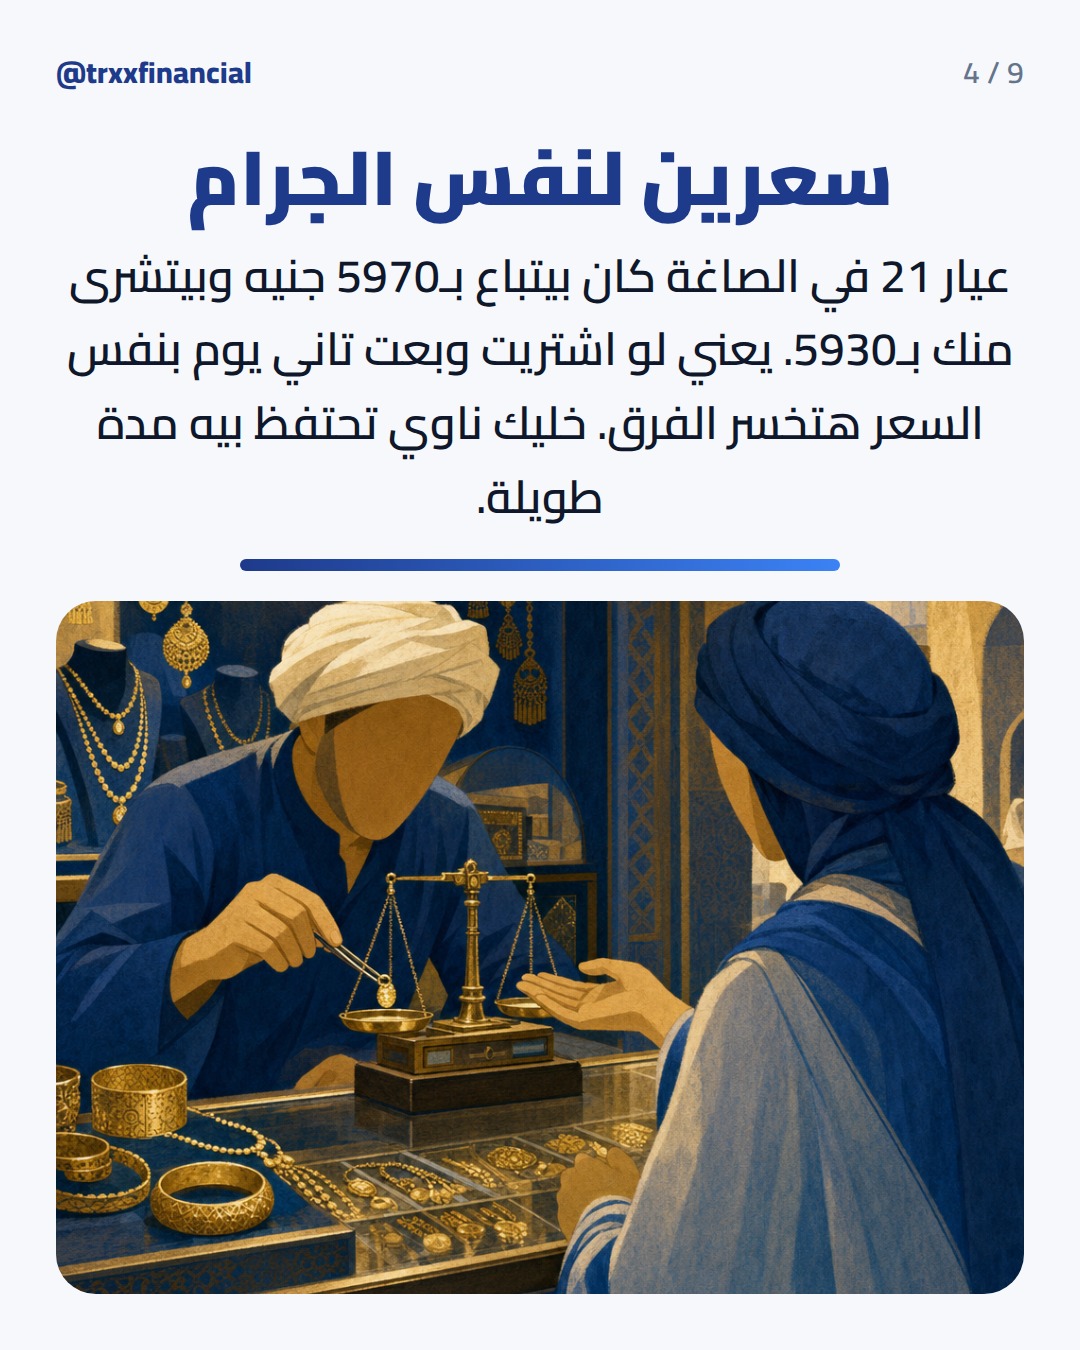 @trxxfinancial
4 / 9
سعرين لنفس الجرام
عيار 21 في الصاغة كان بيتباع بـ5970 جنيه وبيتشرى
منك بـ5930. يعني لو اشتريت وبعت تاني يوم بنفس
السعر هتخسر الفرق. خليك ناوي تحتفظ بيه مدة
طويلة.